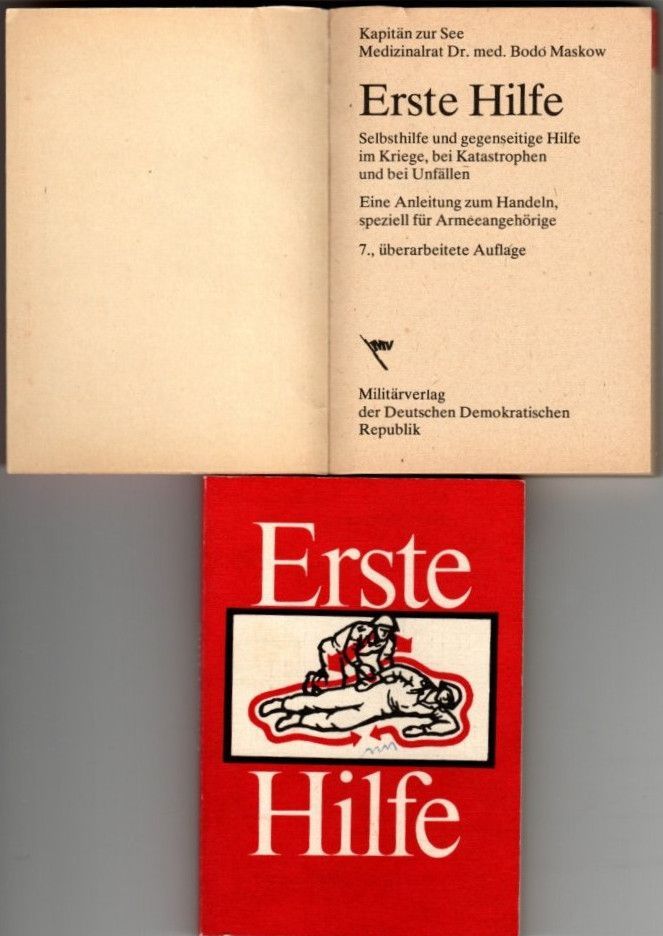 Kapitän zur See
Medizinalrat Dr. med. Bodo Maskow
Erste Hilfe
Selbsthilfe und gegenseitige Hilfe
im Kriege, bei Katastrophen
und bei Unfällen
Eine Anleitung zum Handeln,
speziell für Armeeangehörige
7., überarbeitete Auflage
MV
Militärverlag
der Deutschen Demokratischen
Republik
Erste
Hilfe